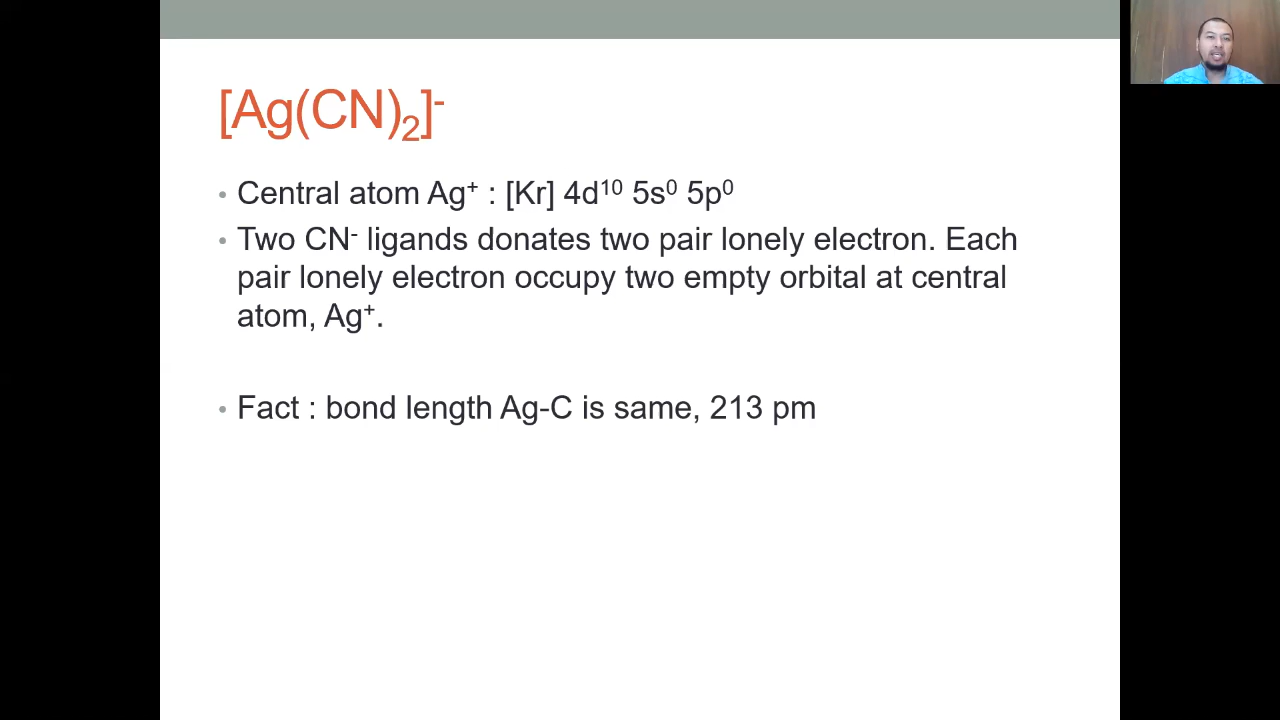 [Ag(CN)₂]⁻
• Central atom Ag⁺ : [Kr] 4d¹⁰ 5s⁰ 5p⁰
• Two CN⁻ ligands donates two pair lonely electron. Each
pair lonely electron occupy two empty orbital at central
atom, Ag⁺.
• Fact : bond length Ag-C is same, 213 pm